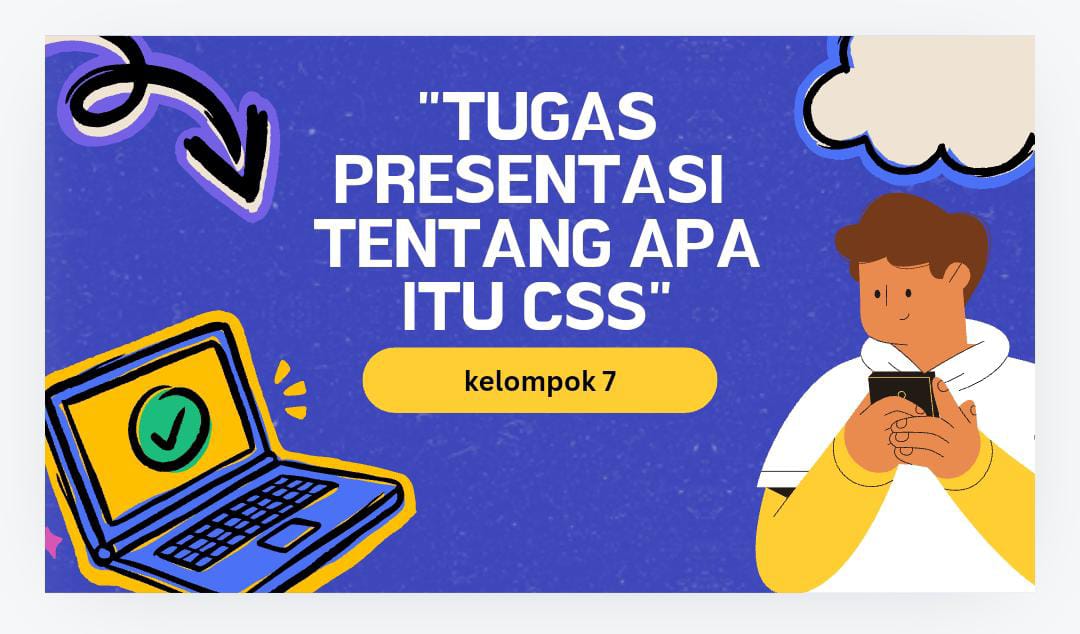 "TUGAS
PRESENTASI
TENTANG APA
ITU CSS"
kelompok 7